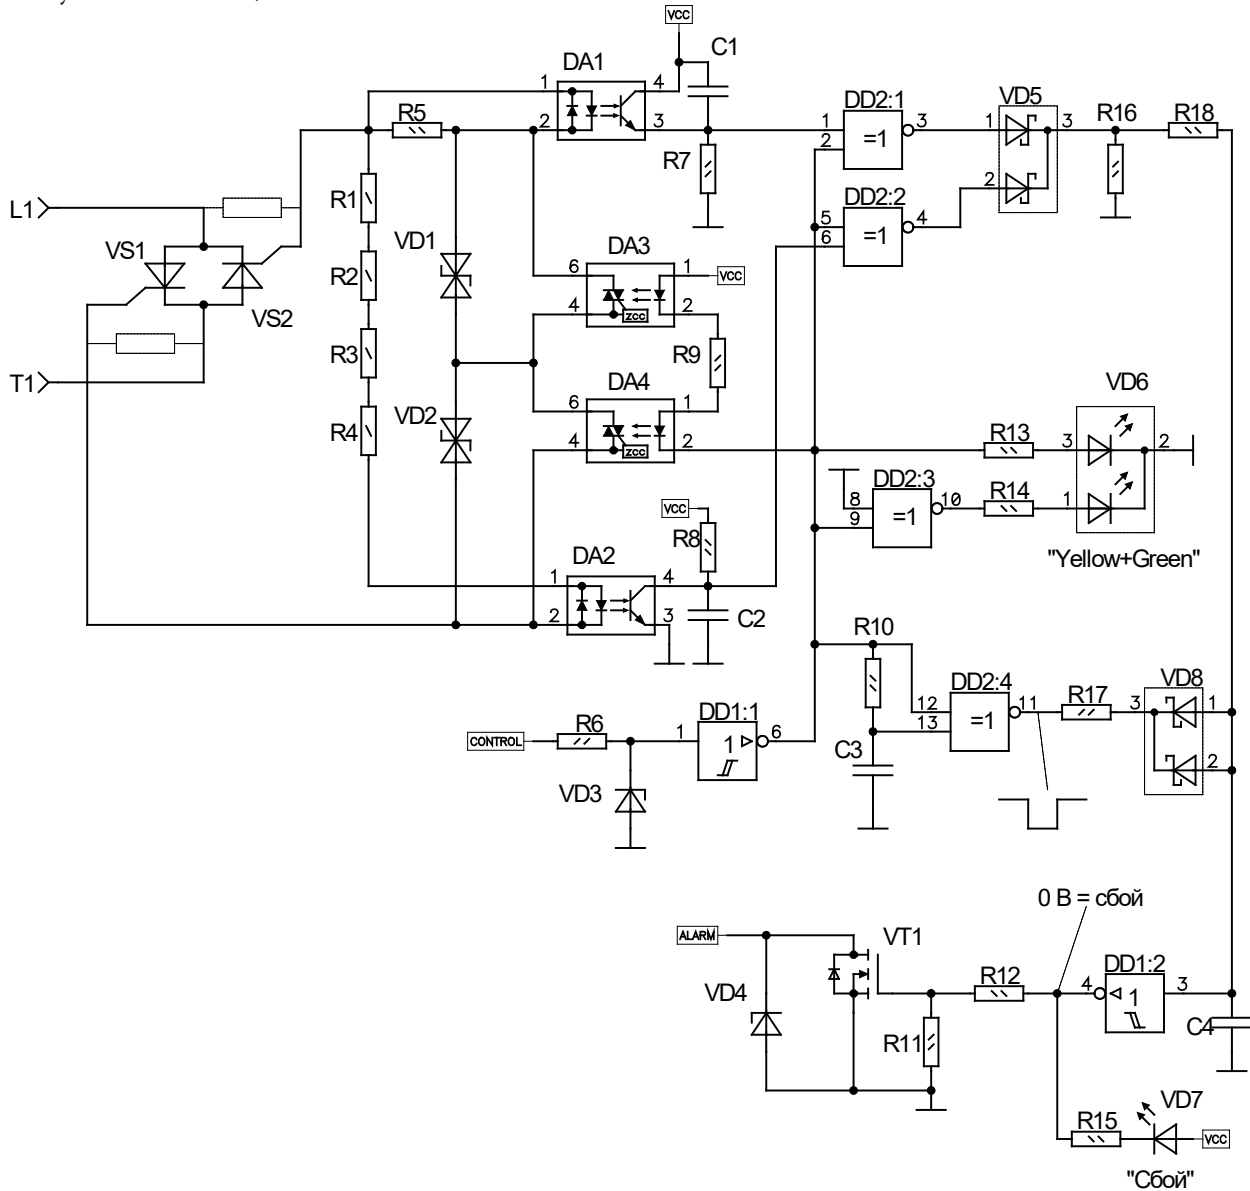 VCC
C1
DA1
1
4
2
3
R5
R7
L1
VS1
VS2
T1
R1
R2
R3
R4
VD1
VD2
DA3
6
1
VCC
4
2
ZCC
R9
DA4
6
1
4
2
ZCC
DD2:1
1
2
=1
3
DD2:2
5
6
=1
4
VD5
1
2
3
R16
R18
VD6
R13
3
2
1
R14
DD2:3
8
9
=1
10
"Yellow+Green"
VCC
R8
DA2
1
4
2
3
C2
R10
DD2:4
12
13
=1
11
R17
VD8
3
1
2
C3
CONTROL
R6
VD3
DD1:1
1
1
6
0 В = сбой
ALARM
VT1
VD4
R11
R12
DD1:2
4
1
3
C4
R15
VD7
VCC
"Сбой"